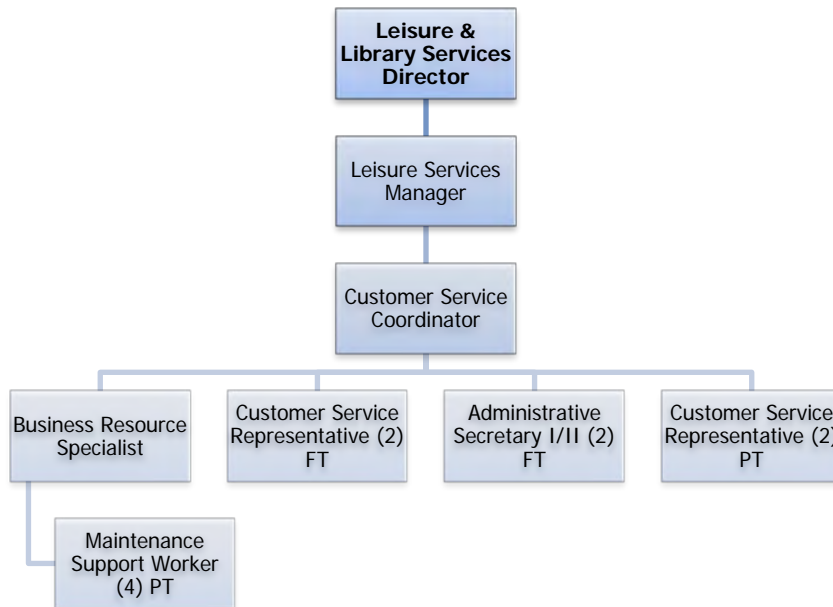 Leisure &
Library Services
Director
Leisure Services
Manager
Customer Service
Coordinator
Business Resource
Specialist
Customer Service
Representative (2)
FT
Administrative
Secretary I/II (2)
FT
Customer Service
Representative (2)
PT
Maintenance
Support Worker
(4) PT